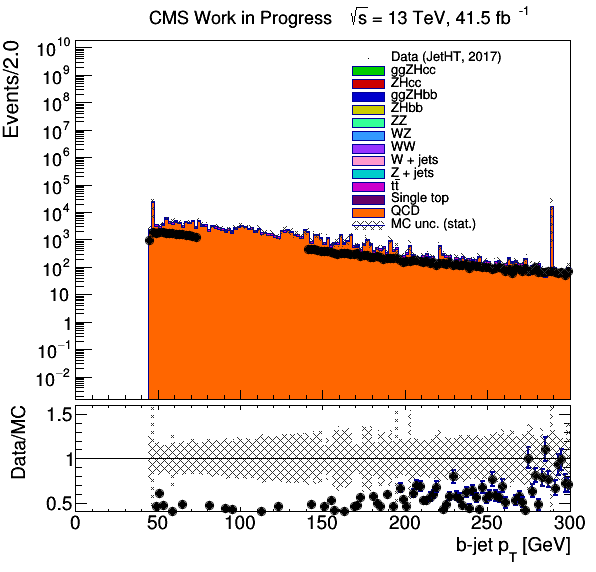 CMS Work in Progress √s = 13 TeV, 41.5 fb⁻¹
Events/2.0
10¹⁰
10⁹
10⁸
10⁷
10⁶
10⁵
10⁴
10³
10²
10
1
10⁻¹
10⁻²
Data (JetHT, 2017)
ggZHcc
ZHcc
ggZHbb
ZHbb
ZZ
WZ
WW
W + jets
Z + jets
tt̄
Single top
QCD
MC unc. (stat.)
Data/MC
1.5
1
0.5
0 50 100 150 200 250 300
b-jet p_T [GeV]